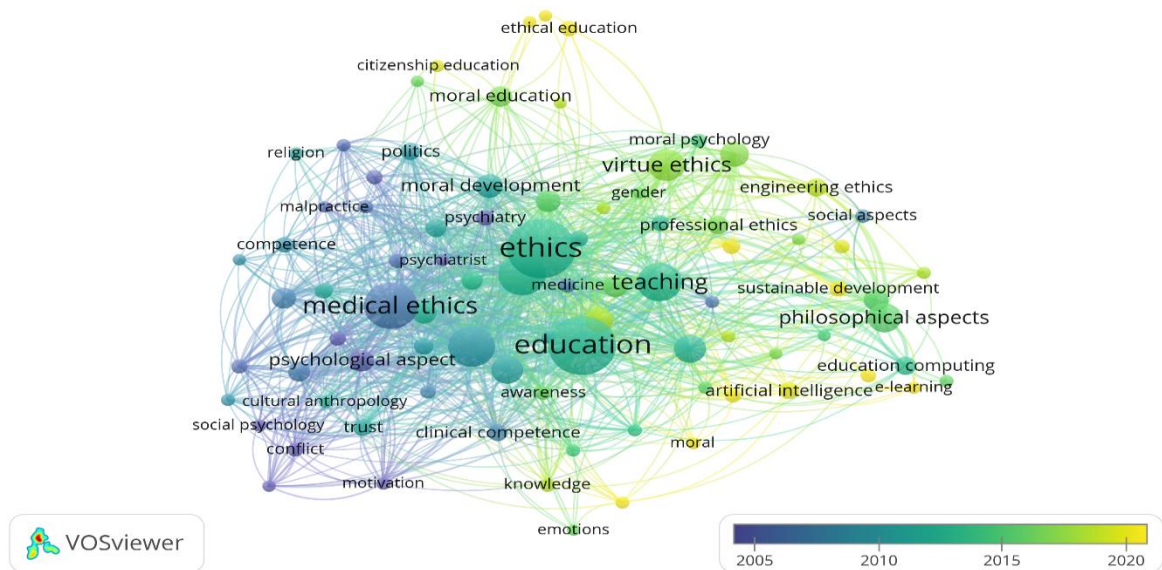 ethical education
citizenship education
moral education
moral psychology
religion
politics
virtue ethics
moral development
gender
engineering ethics
malpractice
psychiatry
professional ethics
social aspects
competence
ethics
psychiatrist
medicine
teaching
sustainable development
medical ethics
philosophical aspects
education
psychological aspect
education computing
awareness
artificial intelligence
e-learning
cultural anthropology
social psychology
trust
clinical competence
moral
conflict
motivation
knowledge
emotions
VOSviewer
2005 2010 2015 2020